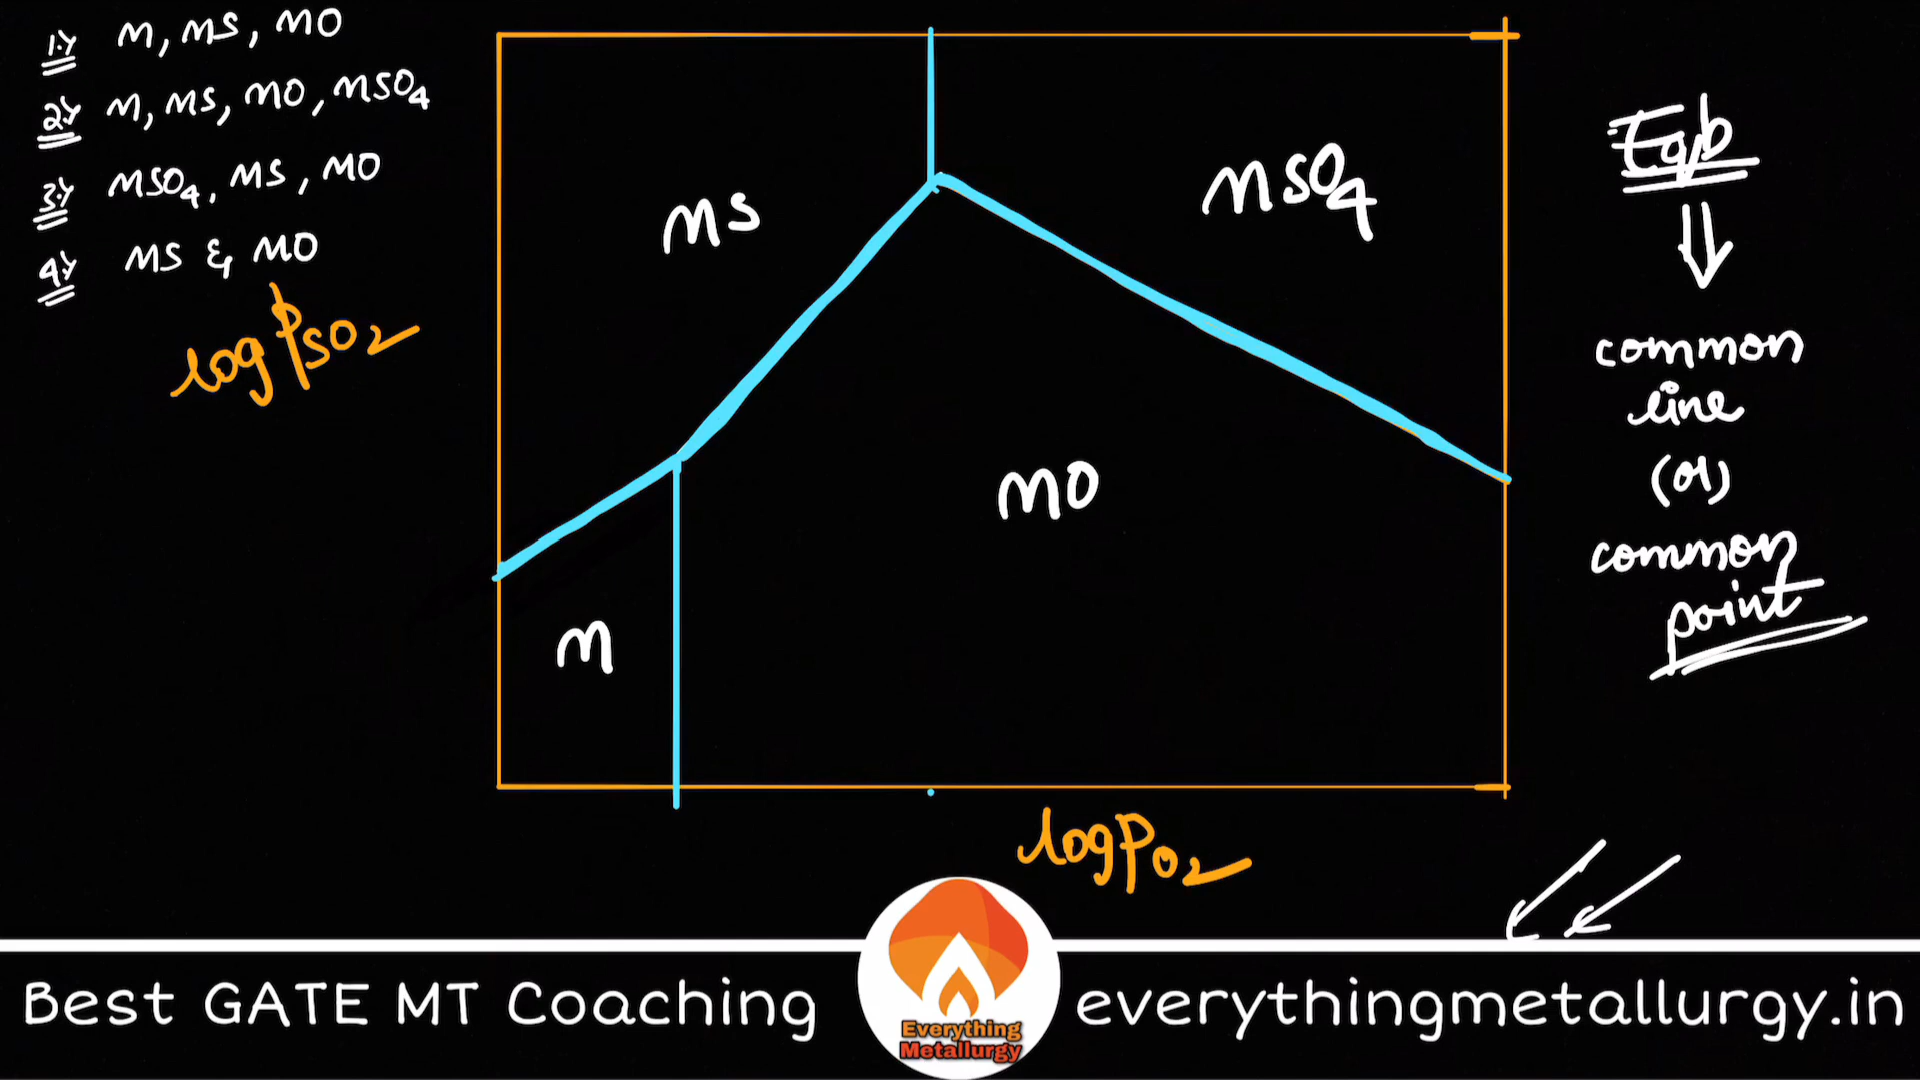 1.> M, MS, MO
2.> M, MS, MO, MSO4
3.> MSO4, MS, MO
4.> MS & MO
log PSO2
MS
MSO4
MO
M
log PO2
Eqb
common
line
(or)
common
point
Best GATE MT Coaching
Everything
Metallurgy
everythingmetallurgy.in